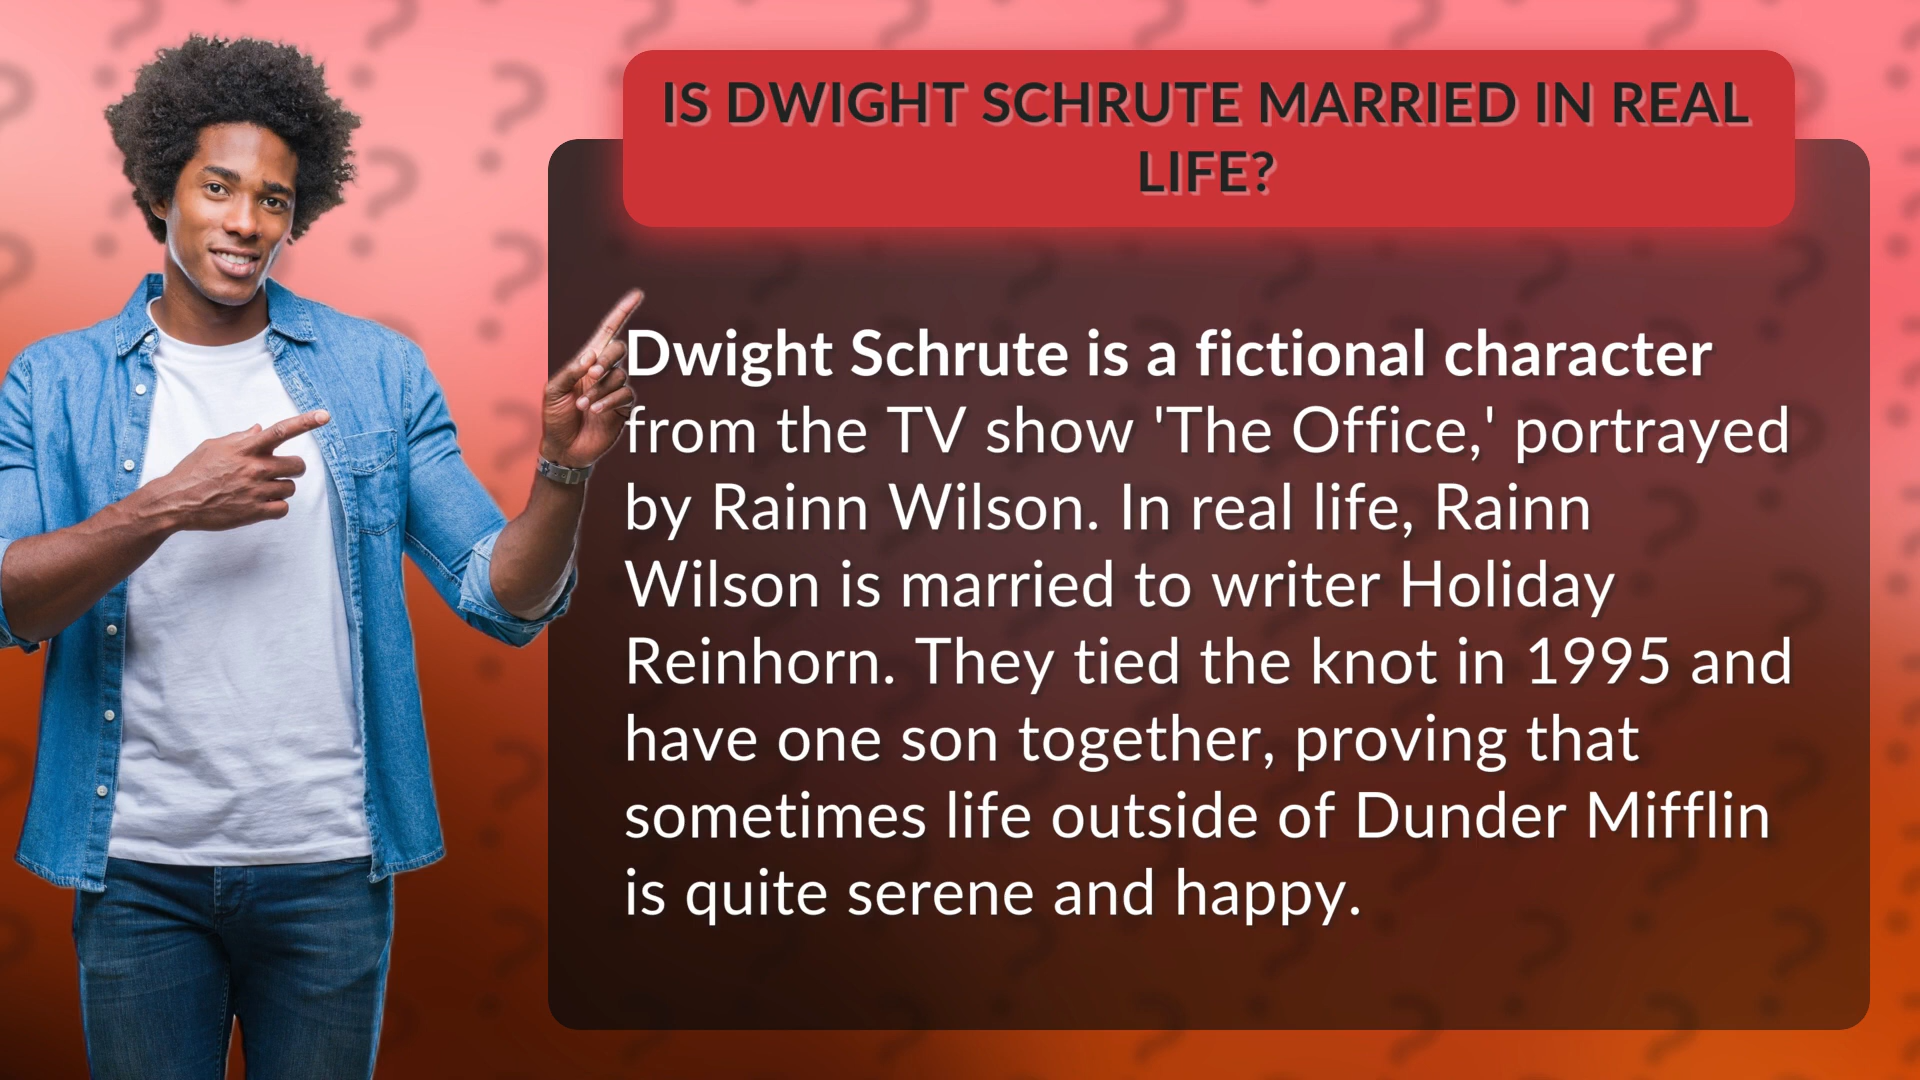 IS DWIGHT SCHRUTE MARRIED IN REAL
LIFE?
Dwight Schrute is a fictional character
from the TV show 'The Office,' portrayed
by Rainn Wilson. In real life, Rainn
Wilson is married to writer Holiday
Reinhorn. They tied the knot in 1995 and
have one son together, proving that
sometimes life outside of Dunder Mifflin
is quite serene and happy.